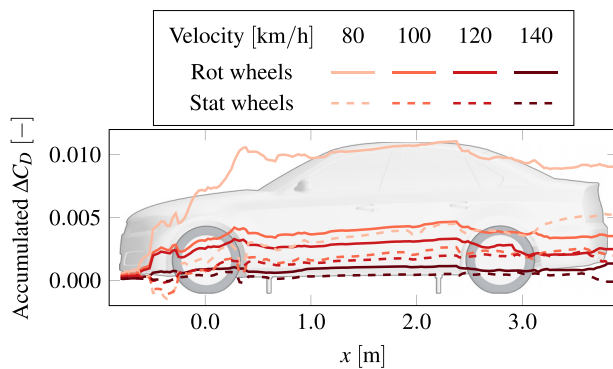 Velocity [km/h] 80 100 120 140
Rot wheels
Stat wheels
Accumulated ΔC_D [−]
0.010
0.005
0.000
0.0 1.0 2.0 3.0
x [m]